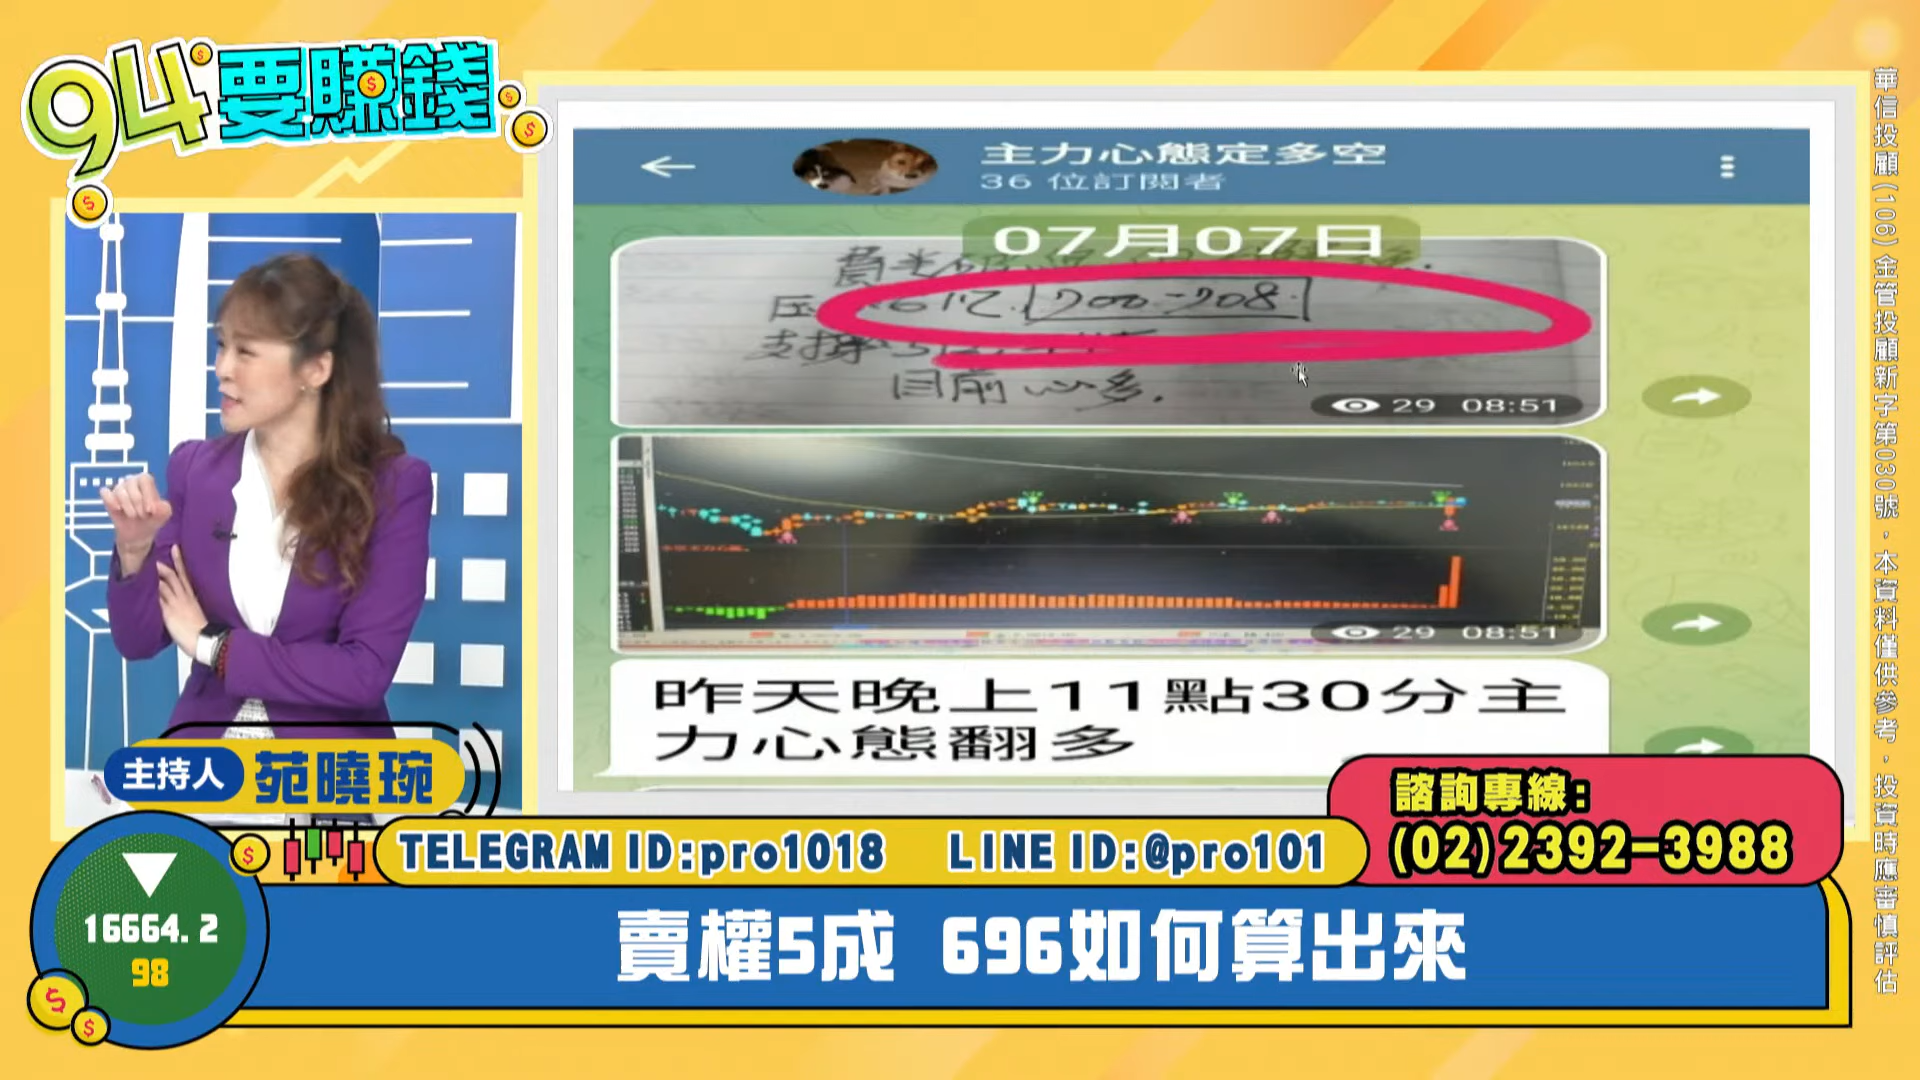 94要賺錢
主力心態定多空
36 位訂閱者
07月07日
700-708
目前心多.
29 08:51
29 08:51
昨天晚上11點30分主
力心態翻多
主持人 苑曉琬
諮詢專線:
(02)2392-3988
TELEGRAM ID:pro1018 LINE ID:@pro101
16664.2
98
賣權5成 696如何算出來
華信投顧(106)金管投顧新字第030號，本資料僅供參考，投資時應審慎評估